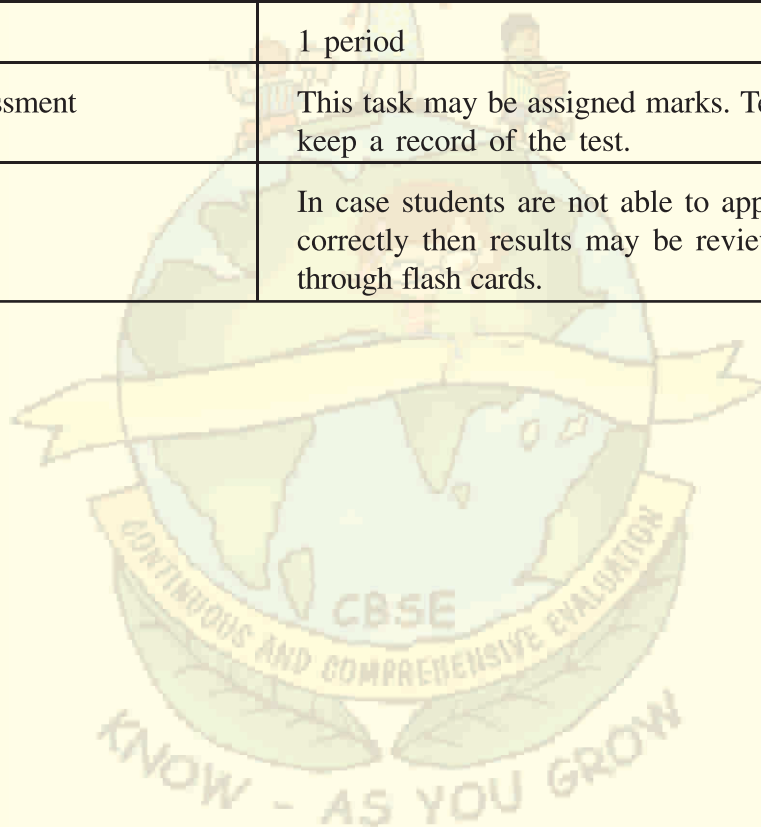 1 period
ssment
This task may be assigned marks. Te
keep a record of the test.
In case students are not able to app
correctly then results may be review
through flash cards.
CBSE
CONTINUOUS AND COMPREHENSIVE EVALUATION
KNOW - AS YOU GROW